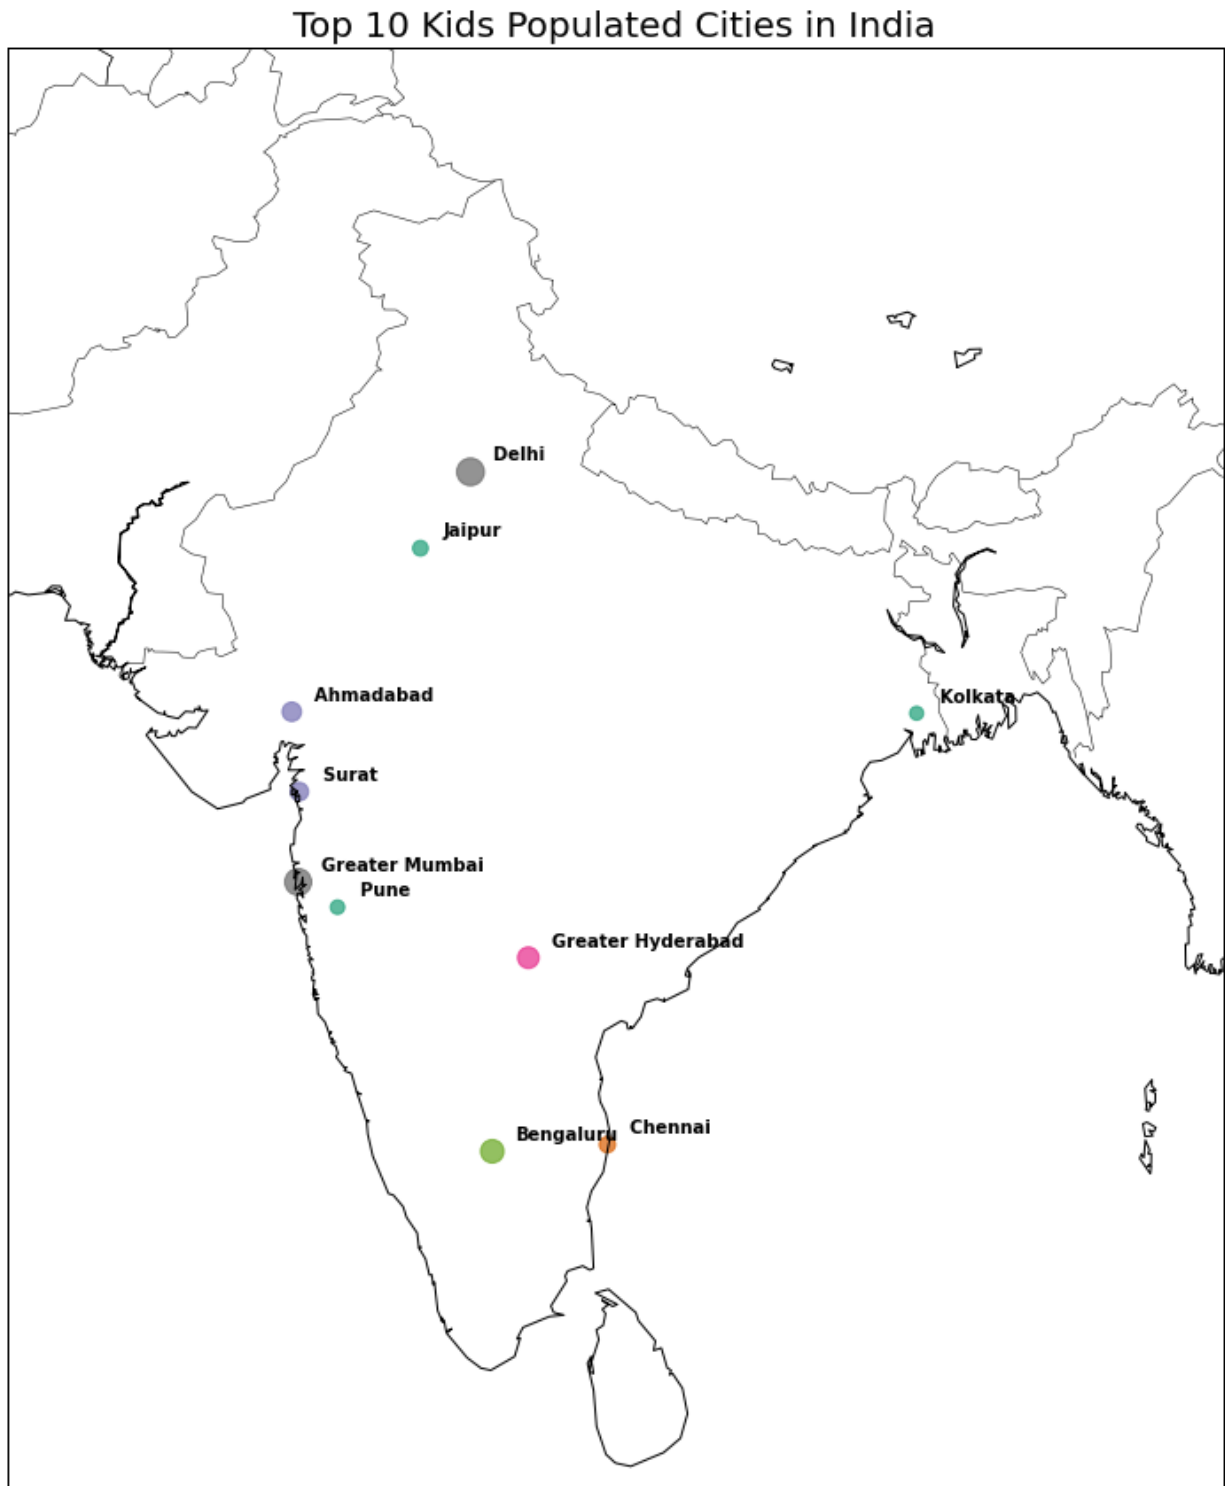 Top 10 Kids Populated Cities in India
Delhi
Jaipur
Ahmadabad
Kolkata
Surat
Greater Mumbai
Pune
Greater Hyderabad
Bengaluru
Chennai